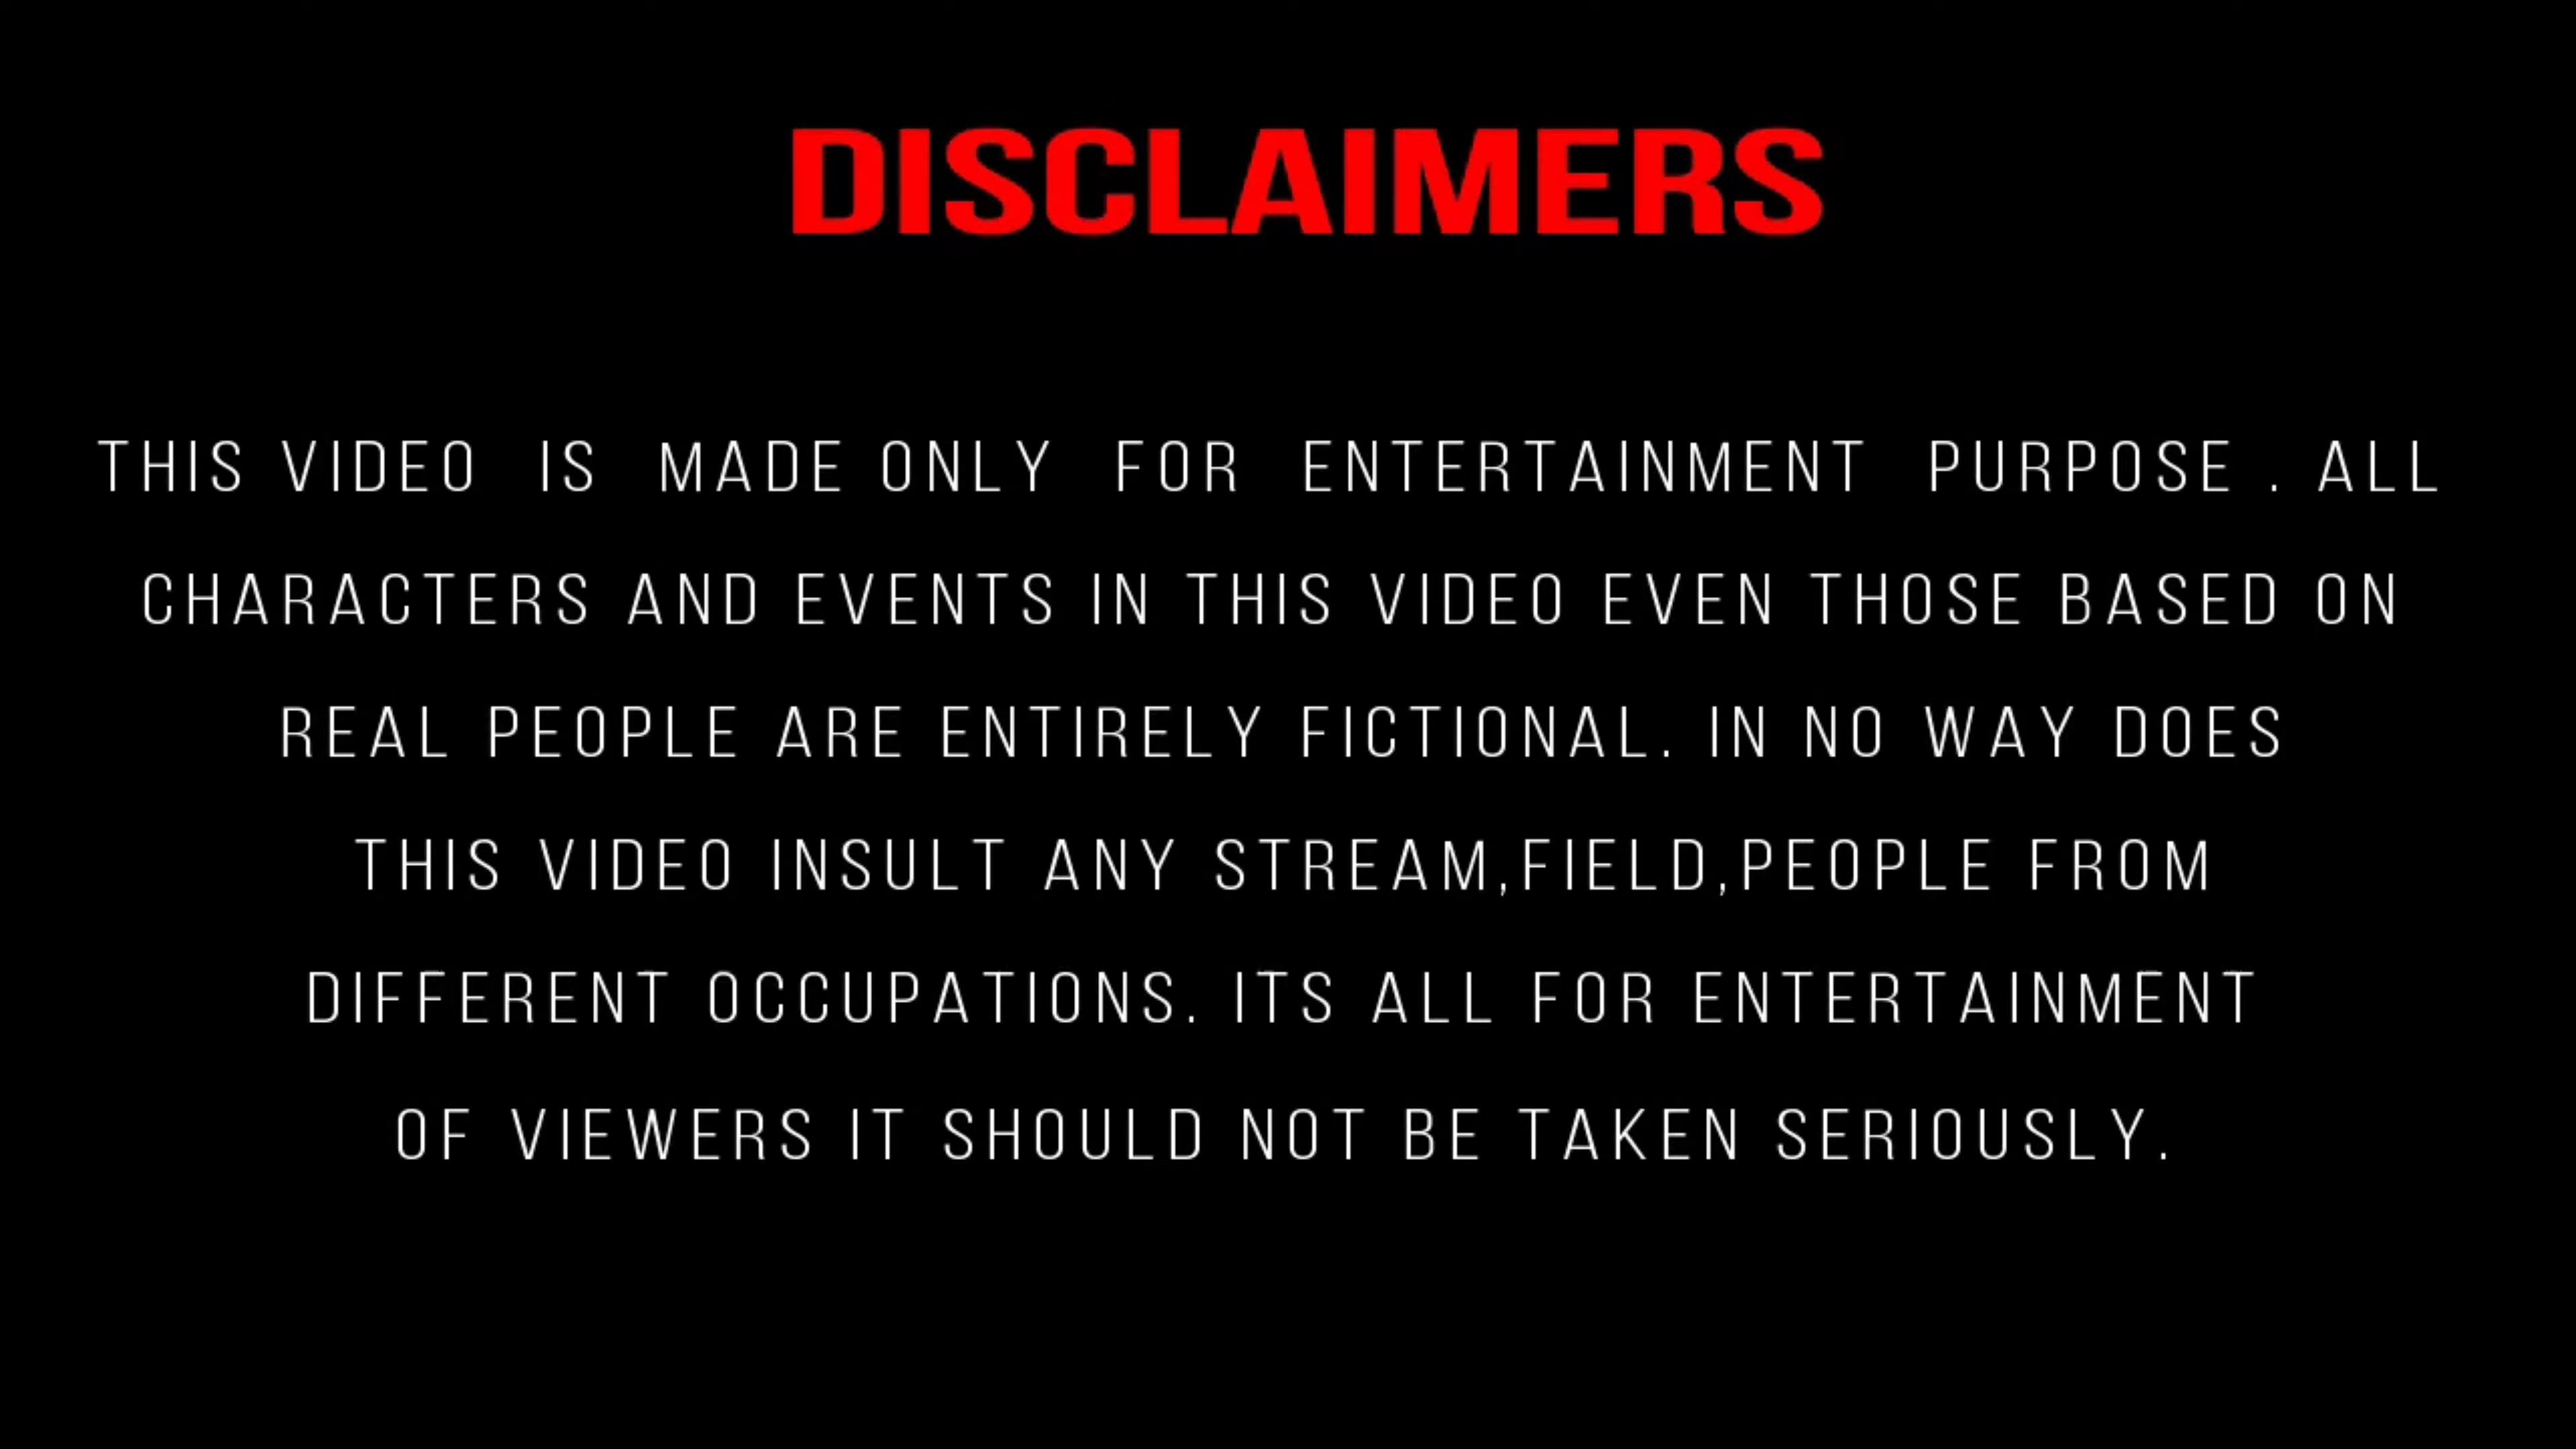 DISCLAIMERS
THIS VIDEO IS MADE ONLY FOR ENTERTAINMENT PURPOSE . ALL
CHARACTERS AND EVENTS IN THIS VIDEO EVEN THOSE BASED ON
REAL PEOPLE ARE ENTIRELY FICTIONAL. IN NO WAY DOES
THIS VIDEO INSULT ANY STREAM,FIELD,PEOPLE FROM
DIFFERENT OCCUPATIONS. ITS ALL FOR ENTERTAINMENT
OF VIEWERS IT SHOULD NOT BE TAKEN SERIOUSLY.